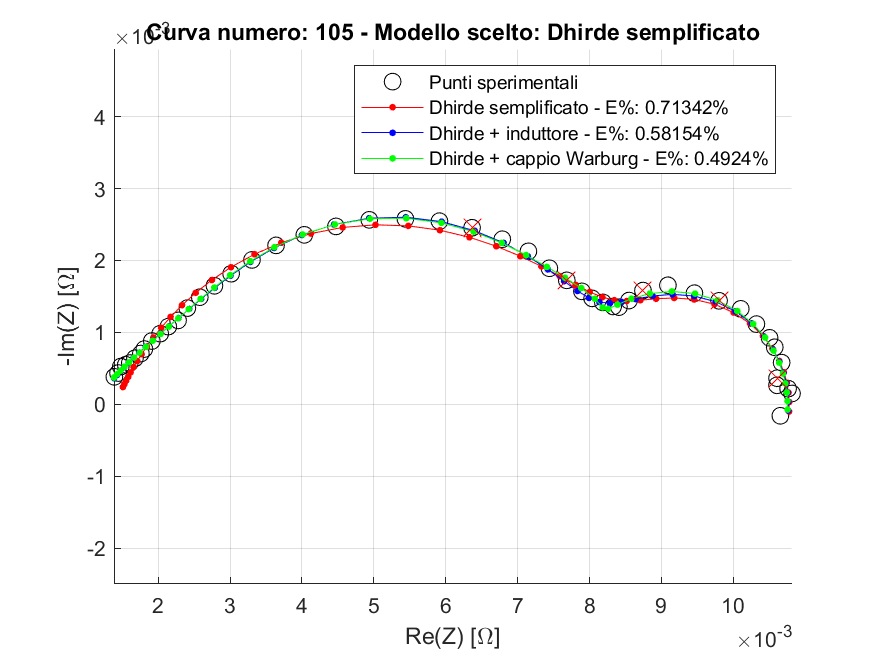 Curva numero: 105 - Modello scelto: Dhirde semplificato
×10^-3
Punti sperimentali
Dhirde semplificato - E%: 0.71342%
Dhirde + induttore - E%: 0.58154%
Dhirde + cappio Warburg - E%: 0.4924%
4
3
2
1
0
-1
-2
-Im(Z) [Ω]
2 3 4 5 6 7 8 9 10
Re(Z) [Ω]
×10^-3